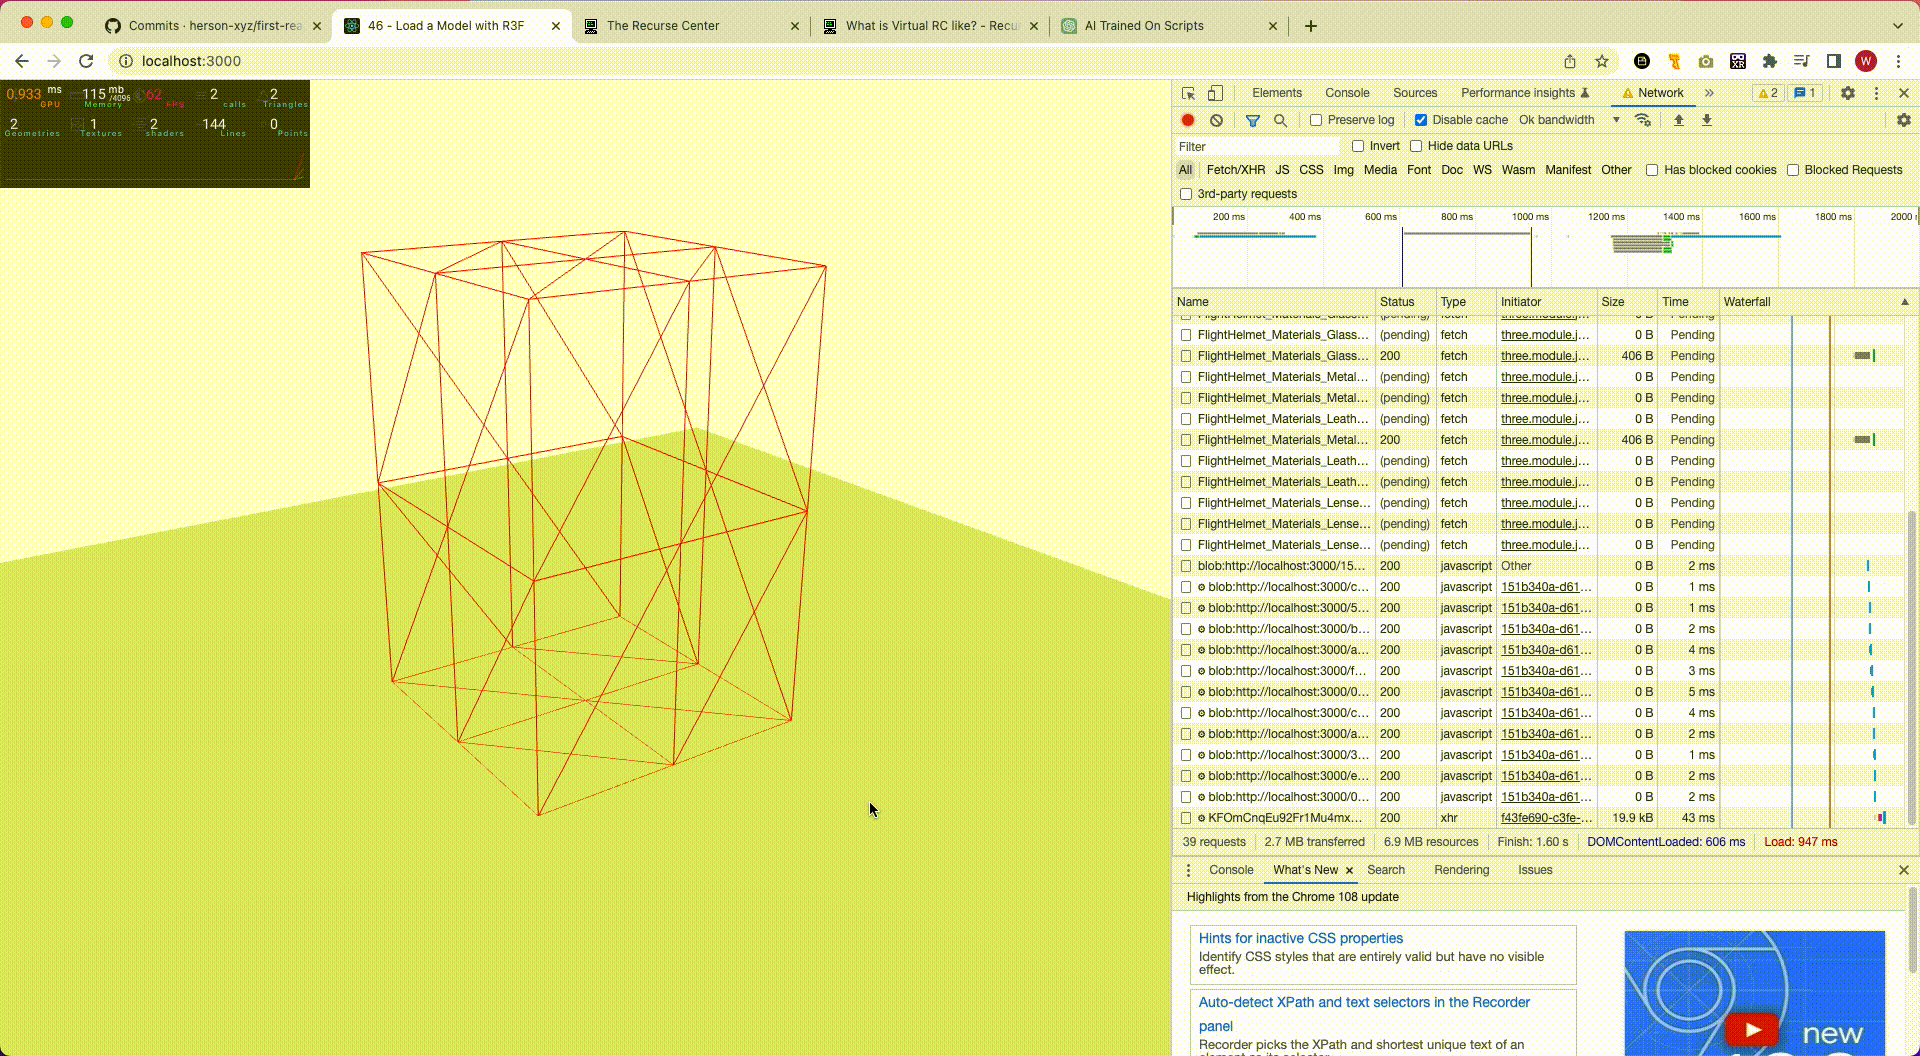 Commits · herson-xyz/first-rea
46 - Load a Model with R3F
The Recurse Center
What is Virtual RC like? - Recu
AI Trained On Scripts
localhost:3000
W
0,933 ms GPU
115 mb /4096 Memory
62 FPS
2 calls
2 Triangles
2 Geometries
1 Textures
2 shaders
144 Lines
0 Points
Elements Console Sources Performance insights Network » 2 1
Preserve log Disable cache Ok bandwidth
Filter Invert Hide data URLs
All Fetch/XHR JS CSS Img Media Font Doc WS Wasm Manifest Other Has blocked cookies Blocked Requests
3rd-party requests
200 ms 400 ms 600 ms 800 ms 1000 ms 1200 ms 1400 ms 1600 ms 1800 ms 2000
Name Status Type Initiator Size Time Waterfall
FlightHelmet_Materials_Glass… (pending) fetch three.module.j… 0 B Pending
FlightHelmet_Materials_Glass… (pending) fetch three.module.j… 0 B Pending
FlightHelmet_Materials_Glass… 200 fetch three.module.j… 406 B Pending
FlightHelmet_Materials_Metal… (pending) fetch three.module.j… 0 B Pending
FlightHelmet_Materials_Metal… (pending) fetch three.module.j… 0 B Pending
FlightHelmet_Materials_Leath… (pending) fetch three.module.j… 0 B Pending
FlightHelmet_Materials_Metal… 200 fetch three.module.j… 406 B Pending
FlightHelmet_Materials_Leath… (pending) fetch three.module.j… 0 B Pending
FlightHelmet_Materials_Leath… (pending) fetch three.module.j… 0 B Pending
FlightHelmet_Materials_Lense… (pending) fetch three.module.j… 0 B Pending
FlightHelmet_Materials_Lense… (pending) fetch three.module.j… 0 B Pending
FlightHelmet_Materials_Lense… (pending) fetch three.module.j… 0 B Pending
blob:http://localhost:3000/15… 200 javascript Other 0 B 2 ms
blob:http://localhost:3000/c… 200 javascript 151b340a-d61… 0 B 1 ms
blob:http://localhost:3000/5… 200 javascript 151b340a-d61… 0 B 1 ms
blob:http://localhost:3000/b… 200 javascript 151b340a-d61… 0 B 2 ms
blob:http://localhost:3000/a… 200 javascript 151b340a-d61… 0 B 4 ms
blob:http://localhost:3000/f… 200 javascript 151b340a-d61… 0 B 3 ms
blob:http://localhost:3000/0… 200 javascript 151b340a-d61… 0 B 5 ms
blob:http://localhost:3000/c… 200 javascript 151b340a-d61… 0 B 4 ms
blob:http://localhost:3000/a… 200 javascript 151b340a-d61… 0 B 2 ms
blob:http://localhost:3000/3… 200 javascript 151b340a-d61… 0 B 1 ms
blob:http://localhost:3000/e… 200 javascript 151b340a-d61… 0 B 2 ms
blob:http://localhost:3000/0… 200 javascript 151b340a-d61… 0 B 2 ms
KFOmCnqEu92Fr1Mu4mx… 200 xhr f43fe690-c3fe-… 19.9 kB 43 ms
39 requests 2.7 MB transferred 6.9 MB resources Finish: 1.60 s DOMContentLoaded: 606 ms Load: 947 ms
Console What's New Search Rendering Issues
Highlights from the Chrome 108 update
Hints for inactive CSS properties
Identify CSS styles that are entirely valid but have no visible
effect.
Auto-detect XPath and text selectors in the Recorder
panel
Recorder picks the XPath and shortest unique text of an
new